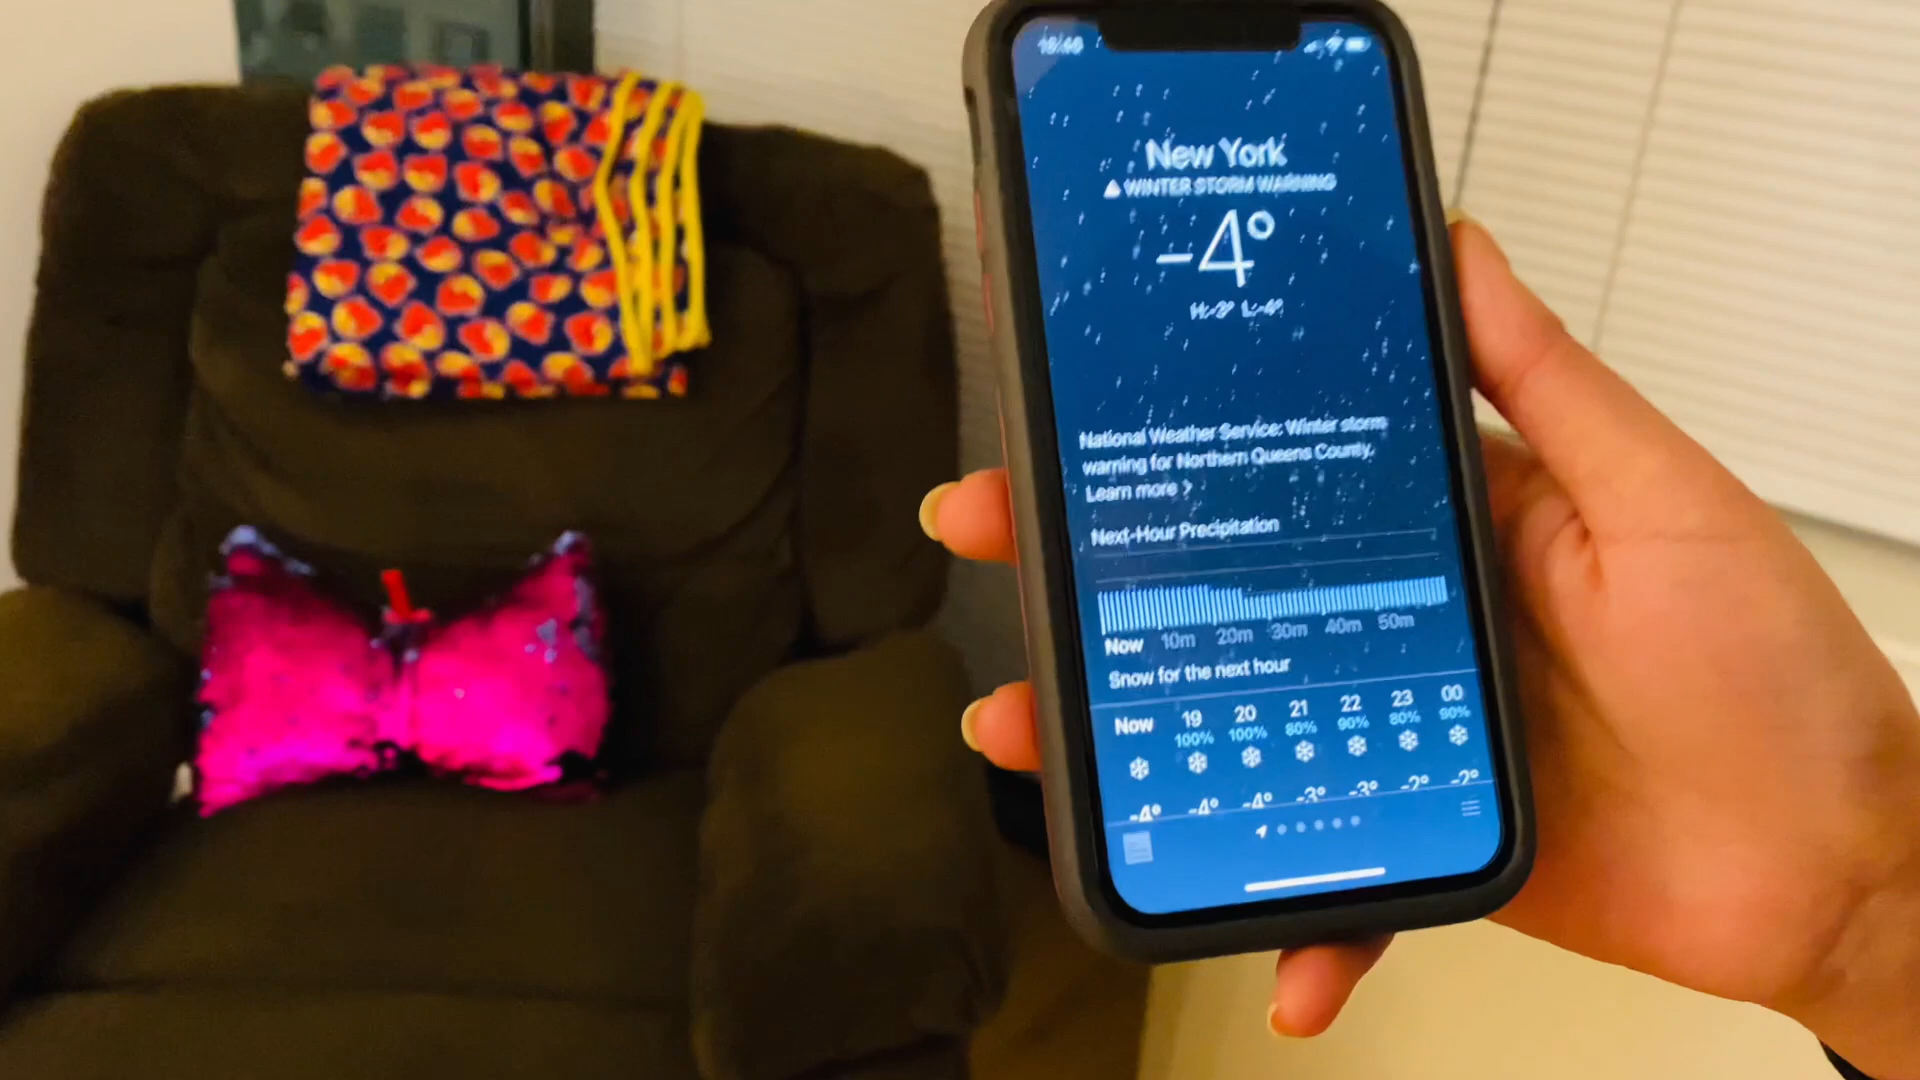 New York
WINTER STORM WARNING
-4°
H:-2° L:-4°
National Weather Service: Winter storm
warning for Northern Queens County.
Learn more >
Next-Hour Precipitation
Now 10m 20m 30m 40m 50m
Snow for the next hour
Now 19 20 21 22 23 00
100% 100% 80% 90% 80% 90%
-4° -4° -4° -3° -3° -2° -2°